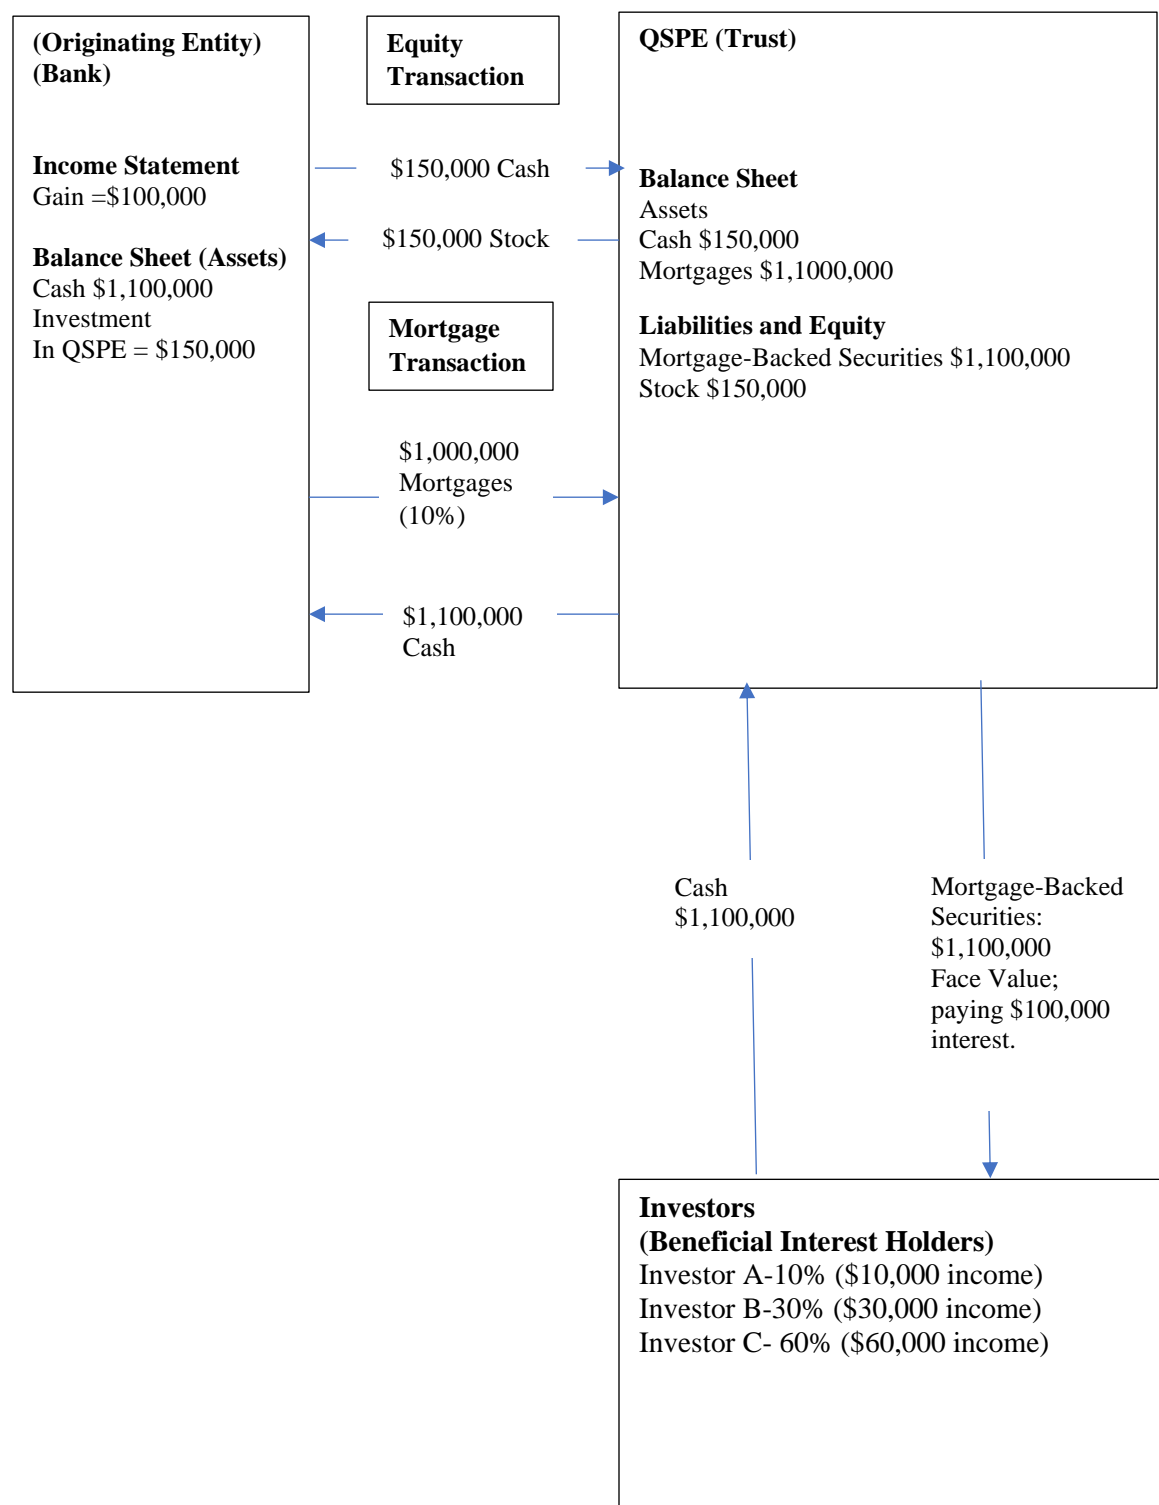 (Originating Entity)
(Bank)
Income Statement
Gain =$100,000
Balance Sheet (Assets)
Cash $1,100,000
Investment
In QSPE = $150,000
Equity
Transaction
$150,000 Cash
$150,000 Stock
Mortgage
Transaction
$1,000,000
Mortgages
(10%)
$1,100,000
Cash
QSPE (Trust)
Balance Sheet
Assets
Cash $150,000
Mortgages $1,1000,000
Liabilities and Equity
Mortgage-Backed Securities $1,100,000
Stock $150,000
Cash
$1,100,000
Mortgage-Backed
Securities:
$1,100,000
Face Value;
paying $100,000
interest.
Investors
(Beneficial Interest Holders)
Investor A-10% ($10,000 income)
Investor B-30% ($30,000 income)
Investor C- 60% ($60,000 income)